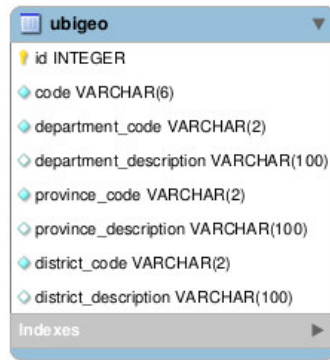 ubigeo
id INTEGER
code VARCHAR(6)
department_code VARCHAR(2)
department_description VARCHAR(100)
province_code VARCHAR(2)
province_description VARCHAR(100)
district_code VARCHAR(2)
district_description VARCHAR(100)
Indexes